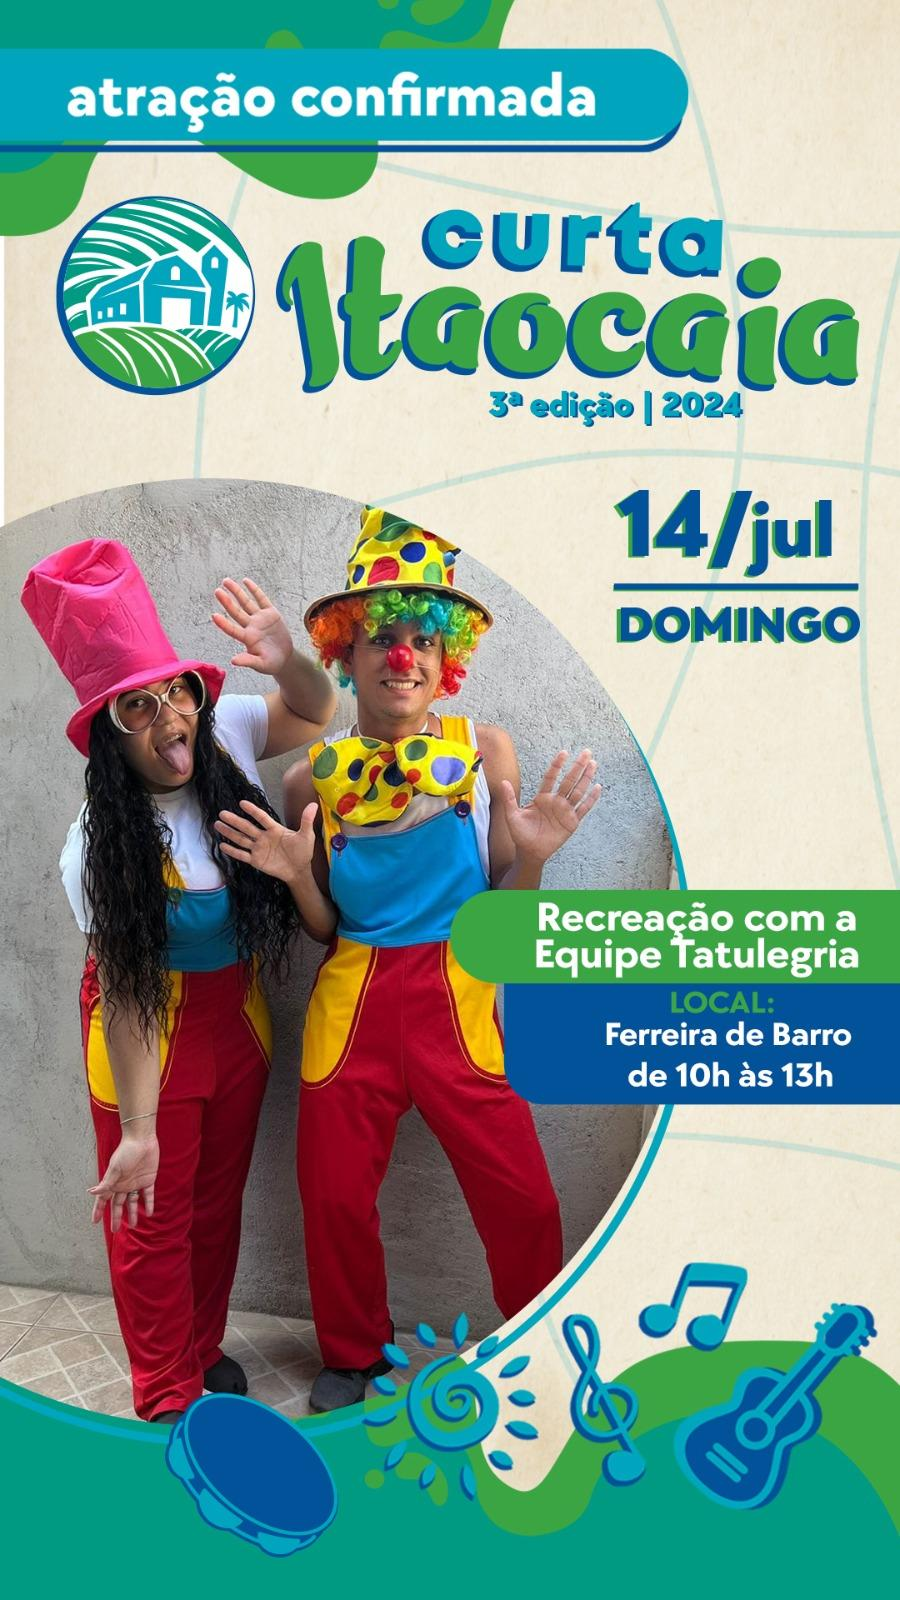 atração confirmada
curta
Itaocaia
3ª edição | 2024
14/jul
DOMINGO
Recreação com a
Equipe Tatulegria
LOCAL:
Ferreira de Barro
de 10h às 13h